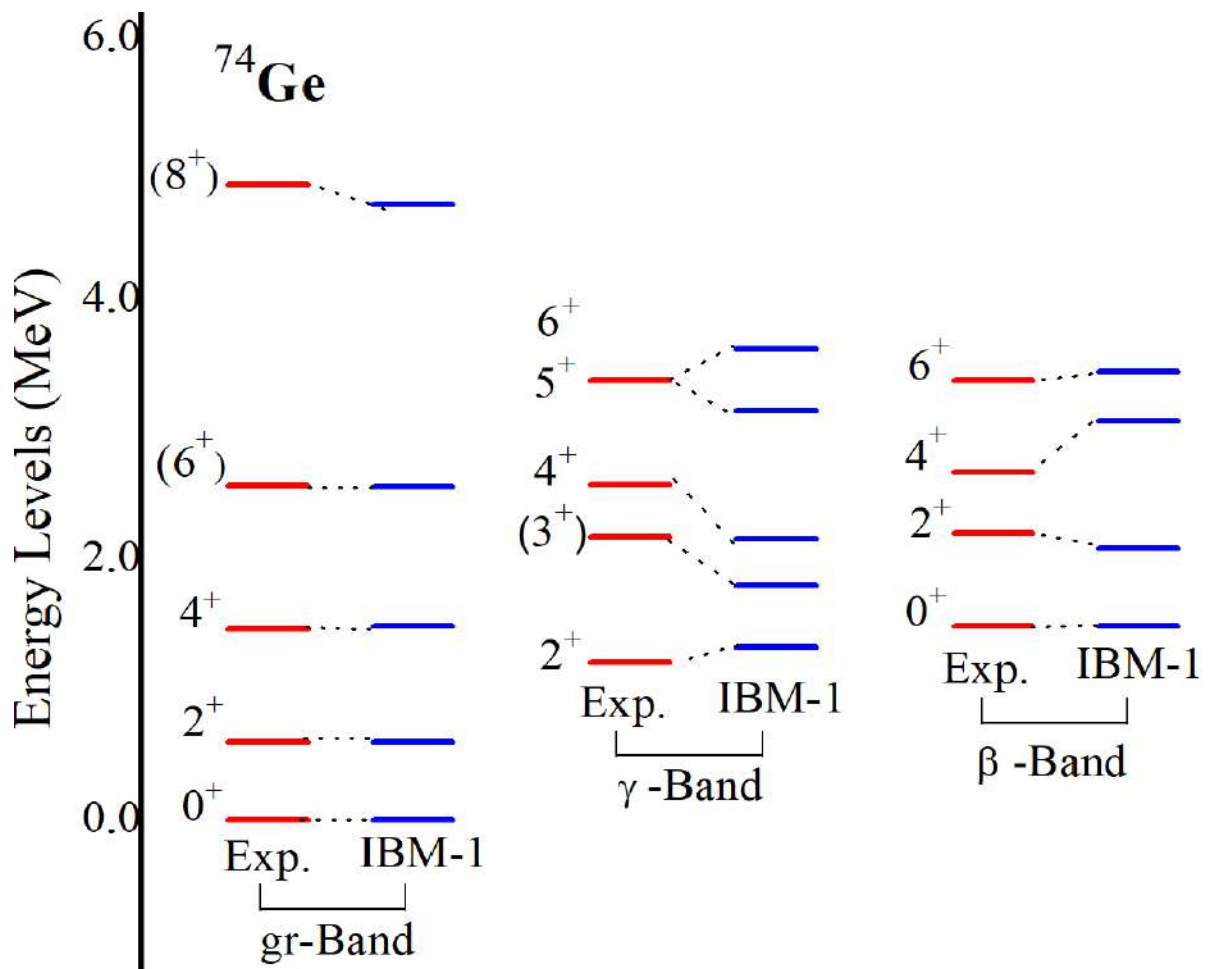 6.0
⁷⁴Ge
(8⁺)
4.0
6⁺
5⁺
6⁺
4⁺
4⁺
(6⁺)
(3⁺)
2⁺
2.0
4⁺
2⁺
0⁺
Exp.
IBM-1
Exp.
IBM-1
2⁺
β -Band
γ -Band
0.0
0⁺
Exp.
IBM-1
gr-Band
Energy Levels (MeV)